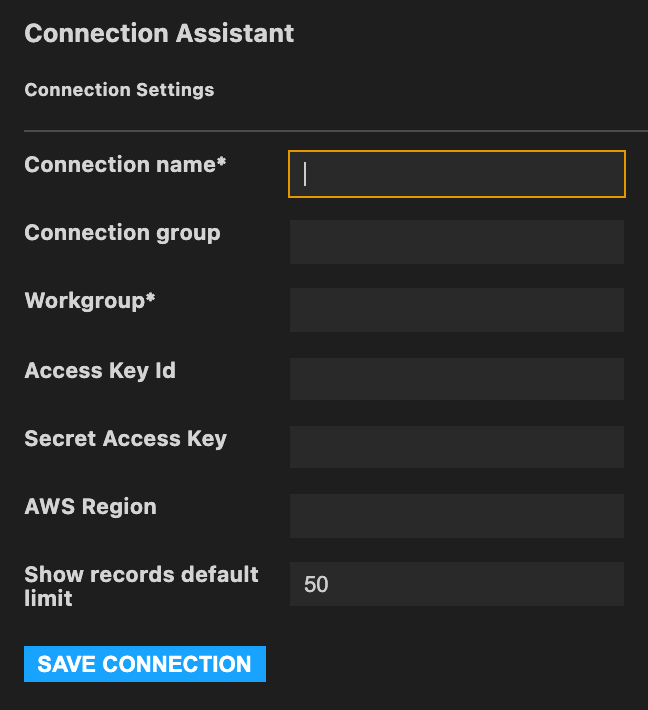 Connection Assistant
Connection Settings
Connection name*
Connection group
Workgroup*
Access Key Id
Secret Access Key
AWS Region
Show records default
limit
50
SAVE CONNECTION